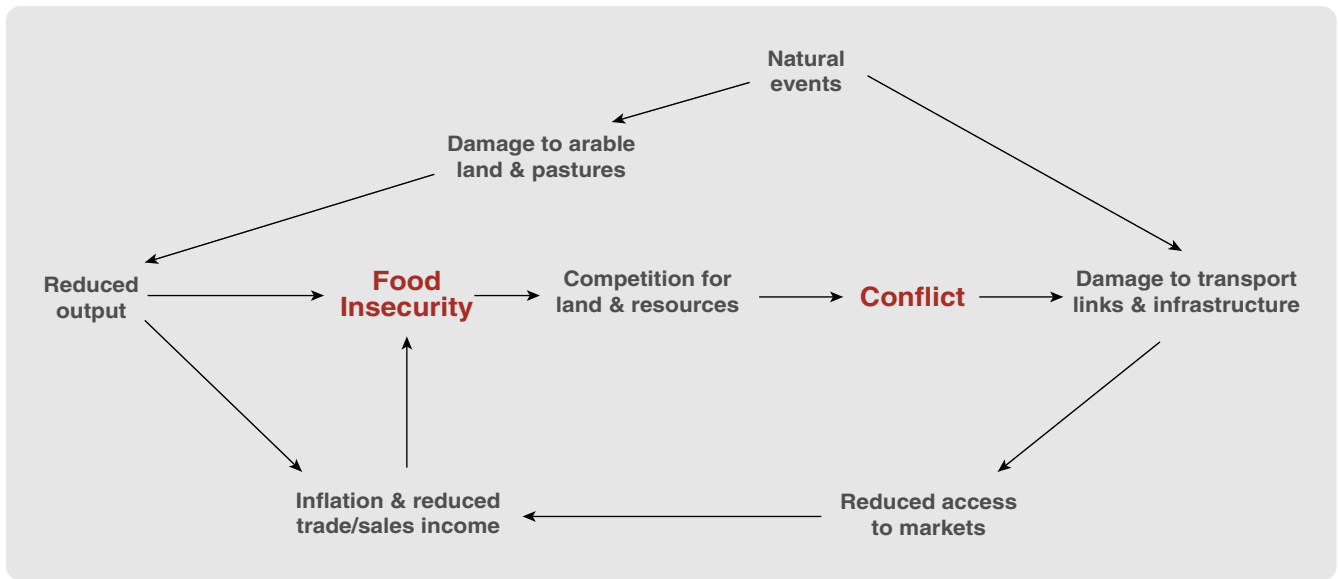 Natural
events
Damage to arable
land & pastures
Reduced
output
Food
Insecurity
Competition for
land & resources
Conflict
Damage to transport
links & infrastructure
Inflation & reduced
trade/sales income
Reduced access
to markets